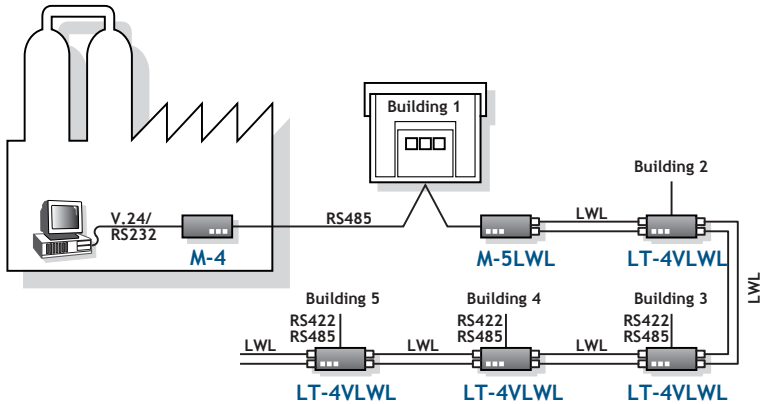 Building 1
Building 2
V.24/
RS232
RS485
LWL
M-4
M-5LWL
LT-4VLWL
LWL
Building 5
Building 4
Building 3
RS422
RS485
RS422
RS485
RS422
RS485
LWL
LWL
LWL
LT-4VLWL
LT-4VLWL
LT-4VLWL